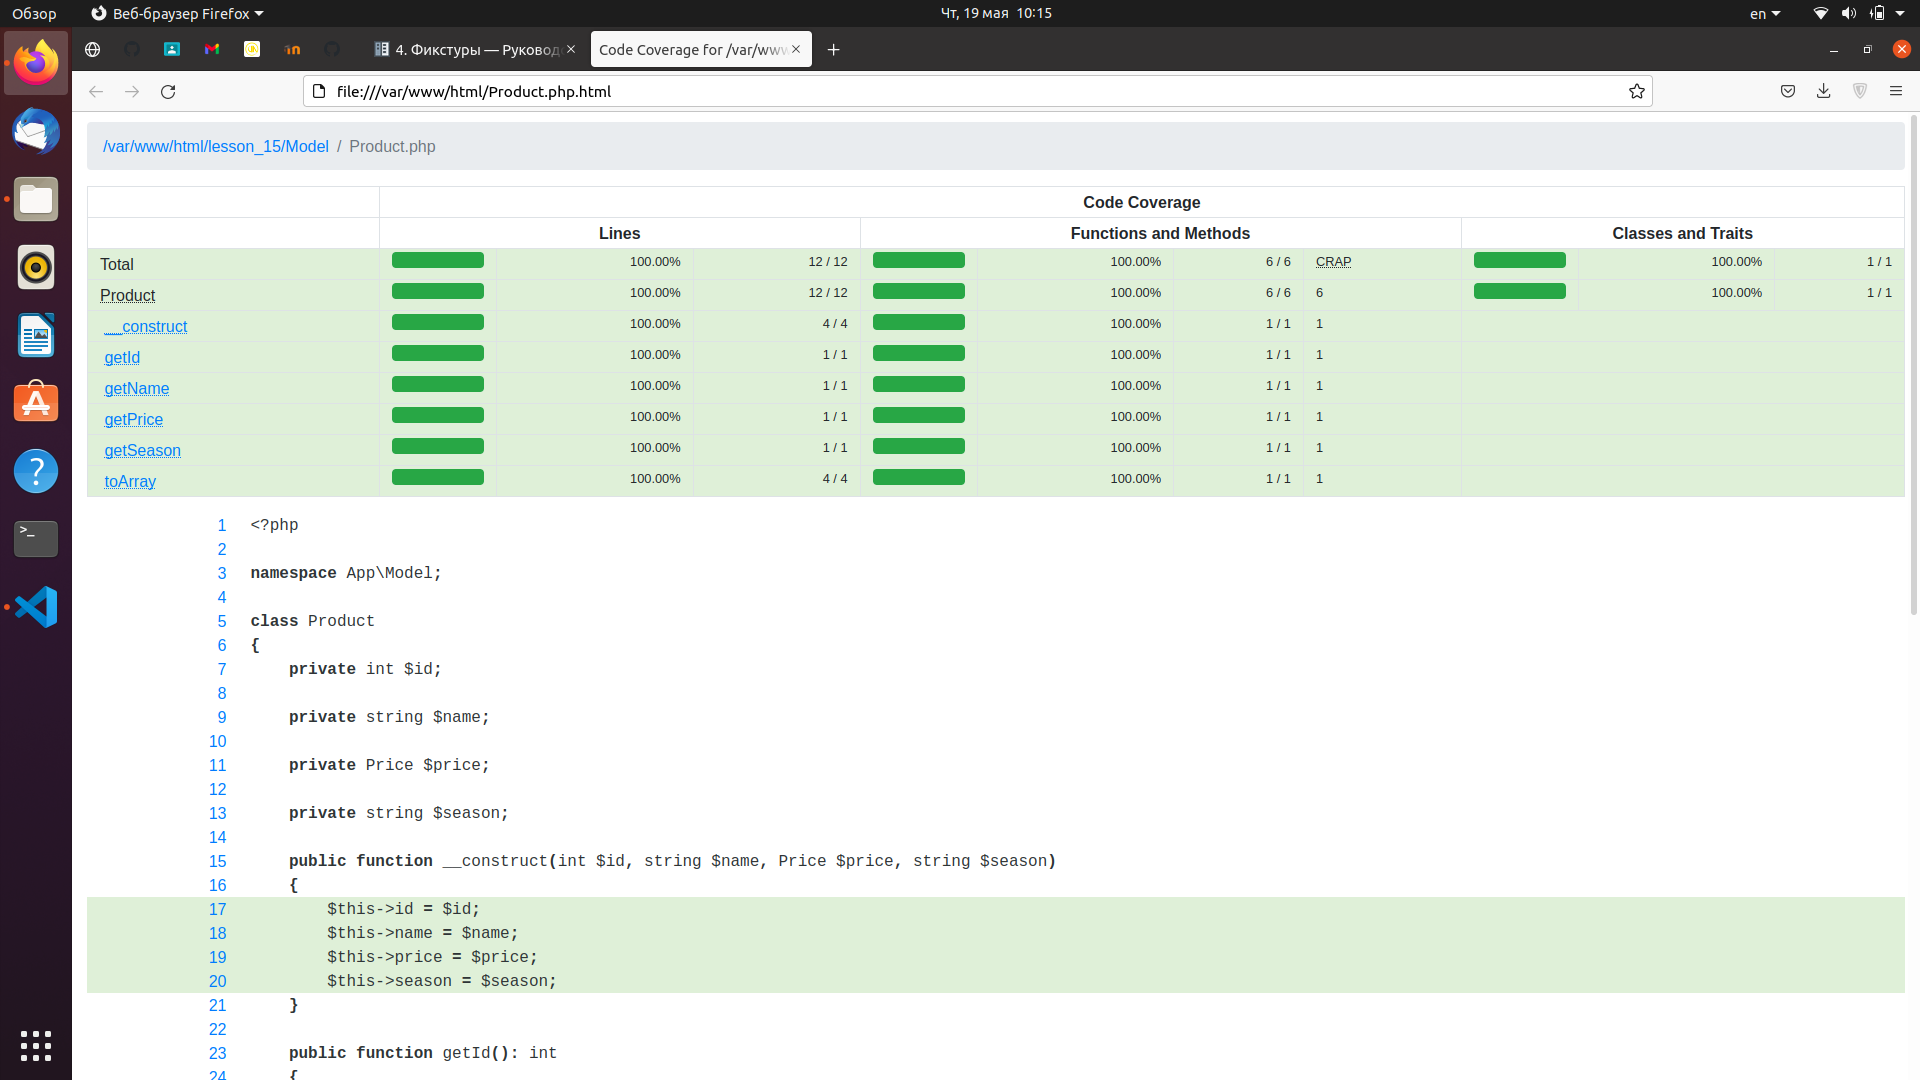 Обзор Веб-браузер Firefox Чт, 19 мая 10:15 en
4. Фикстуры — Руковод Code Coverage for /var/www
file:///var/www/html/Product.php.html
/var/www/html/lesson_15/Model / Product.php
Code Coverage
Lines Functions and Methods Classes and Traits
Total 100.00% 12 / 12 100.00% 6 / 6 CRAP 100.00% 1 / 1
Product 100.00% 12 / 12 100.00% 6 / 6 6 100.00% 1 / 1
__construct 100.00% 4 / 4 100.00% 1 / 1 1
getId 100.00% 1 / 1 100.00% 1 / 1 1
getName 100.00% 1 / 1 100.00% 1 / 1 1
getPrice 100.00% 1 / 1 100.00% 1 / 1 1
getSeason 100.00% 1 / 1 100.00% 1 / 1 1
toArray 100.00% 4 / 4 100.00% 1 / 1 1
1 <?php
2
3 namespace App\Model;
4
5 class Product
6 {
7     private int $id;
8
9     private string $name;
10
11     private Price $price;
12
13     private string $season;
14
15     public function __construct(int $id, string $name, Price $price, string $season)
16     {
17         $this->id = $id;
18         $this->name = $name;
19         $this->price = $price;
20         $this->season = $season;
21     }
22
23     public function getId(): int
24     {